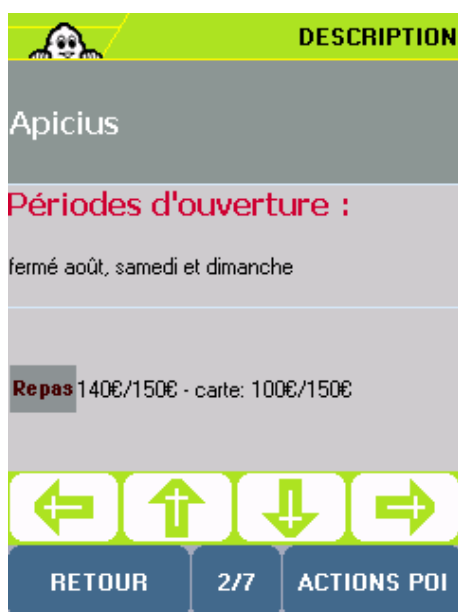 DESCRIPTION
Apicius
Périodes d'ouverture :
fermé août, samedi et dimanche
Repas 140€/150€ - carte: 100€/150€
RETOUR 2/7 ACTIONS POI